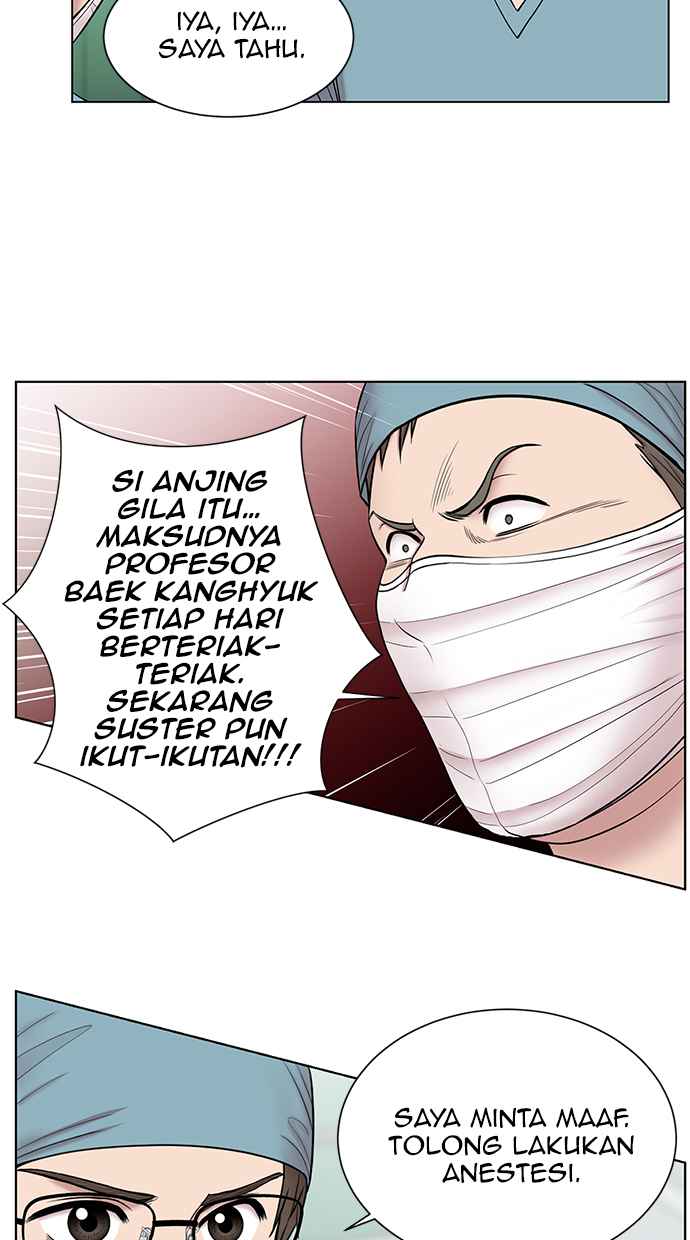 IYA, IYA...
SAYA TAHU.
SI ANJING
GILA ITU...
MAKSUDNYA
PROFESOR
BAEK KANGHYUK
SETIAP HARI
BERTERIAK-
TERIAK.
SEKARANG
SUSTER PUN
IKUT-IKUTAN!!!
SAYA MINTA MAAF.
TOLONG LAKUKAN
ANESTESI.